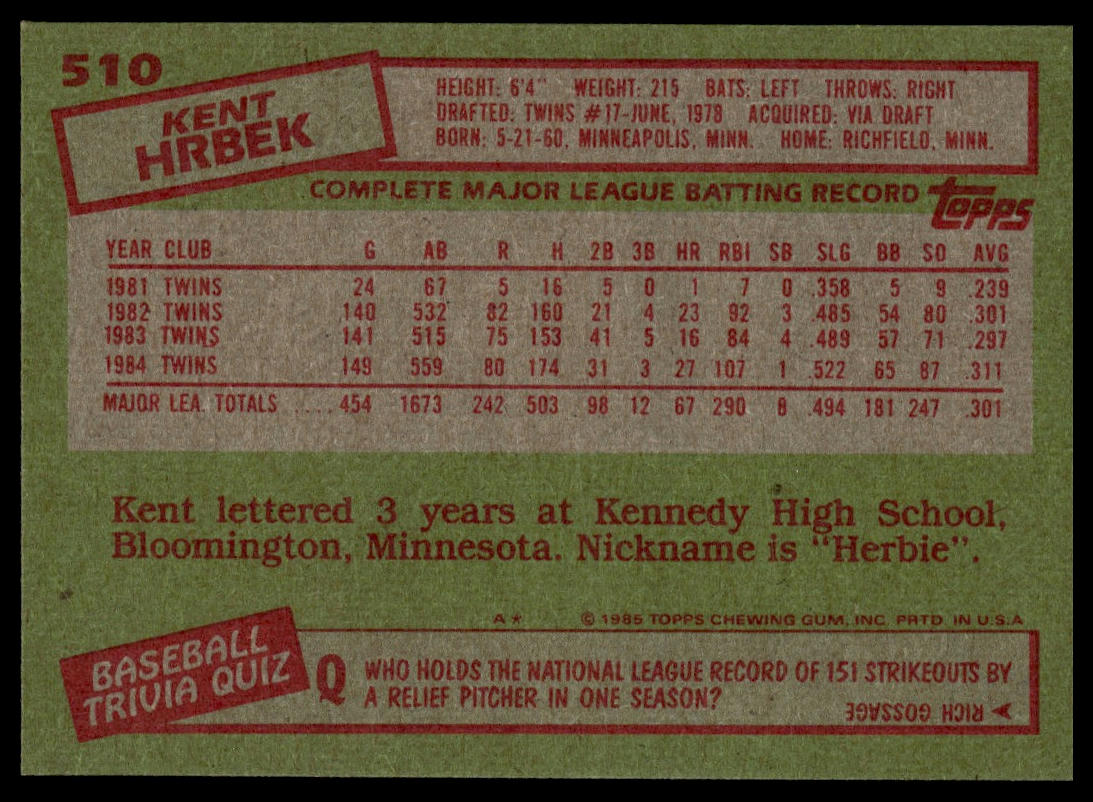 510
KENT
HRBEK
HEIGHT: 6'4" WEIGHT: 215 BATS: LEFT THROWS: RIGHT
DRAFTED: TWINS #17-JUNE, 1978 ACQUIRED: VIA DRAFT
BORN: 5-21-60, MINNEAPOLIS, MINN. HOME: RICHFIELD, MINN.
COMPLETE MAJOR LEAGUE BATTING RECORD topps
YEAR CLUB G AB R H 2B 3B HR RBI SB SLG BB SO AVG
1981 TWINS 24 67 5 16 5 0 1 7 0 .358 5 9 .239
1982 TWINS 140 532 82 160 21 4 23 92 3 .485 54 80 .301
1983 TWINS 141 515 75 153 41 5 16 84 4 .489 57 71 .297
1984 TWINS 149 559 80 174 31 3 27 107 1 .522 65 87 .311
MAJOR LEA. TOTALS ..... 454 1673 242 503 98 12 67 290 8 .494 181 247 .301
Kent lettered 3 years at Kennedy High School,
Bloomington, Minnesota. Nickname is "Herbie".
A* © 1985 TOPPS CHEWING GUM, INC. PRTD. IN U.S.A
BASEBALL
TRIVIA QUIZ
Q WHO HOLDS THE NATIONAL LEAGUE RECORD OF 151 STRIKEOUTS BY
A RELIEF PITCHER IN ONE SEASON?
RICH GOSSAGE